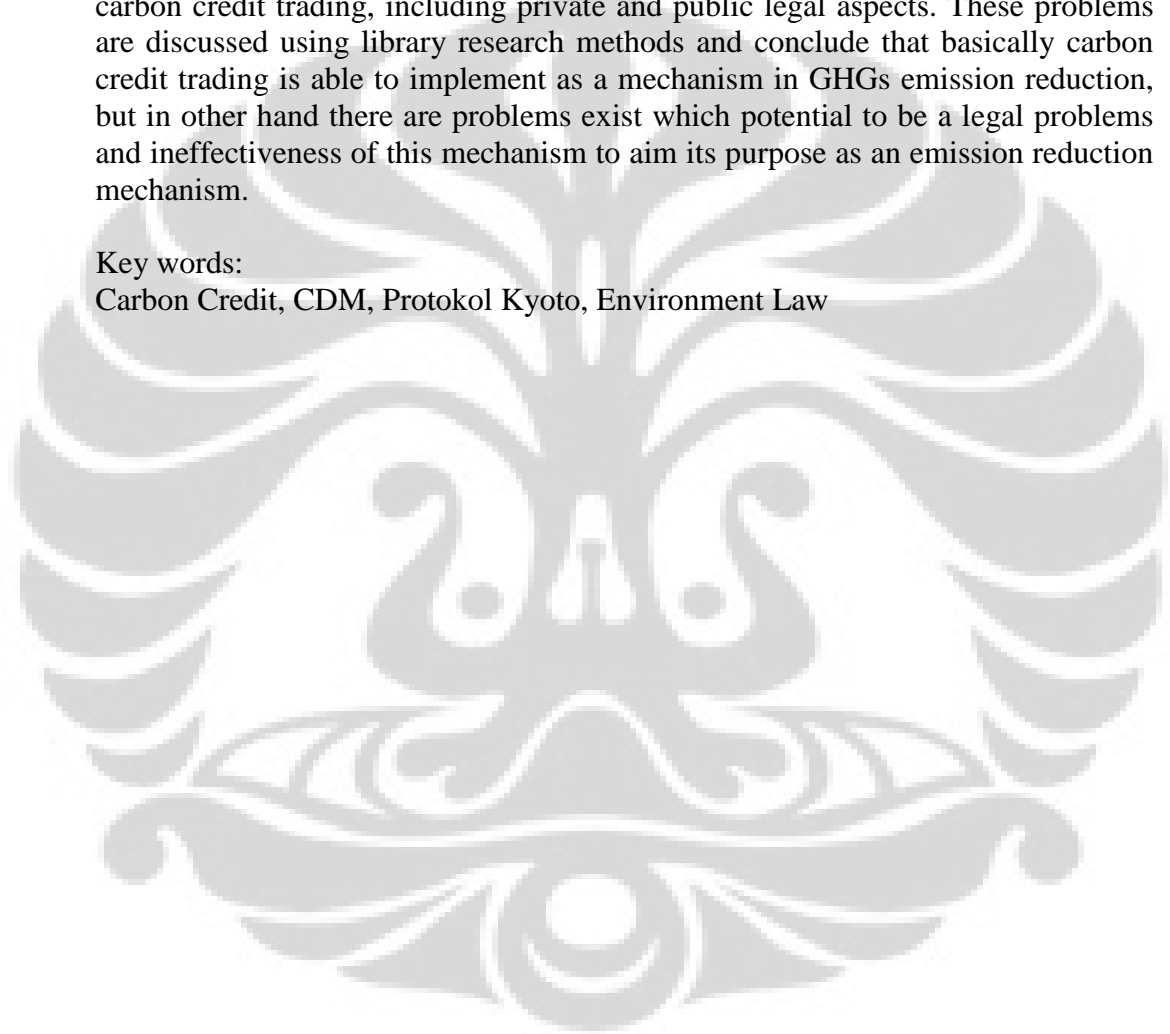 carbon credit trading, including private and public legal aspects. These problems
are discussed using library research methods and conclude that basically carbon
credit trading is able to implement as a mechanism in GHGs emission reduction,
but in other hand there are problems exist which potential to be a legal problems
and ineffectiveness of this mechanism to aim its purpose as an emission reduction
mechanism.
Key words:
Carbon Credit, CDM, Protokol Kyoto, Environment Law